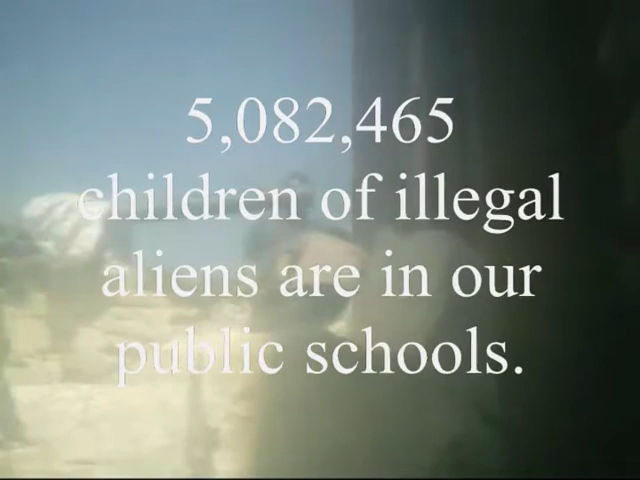 5,082,465
children of illegal
aliens are in our
public schools.